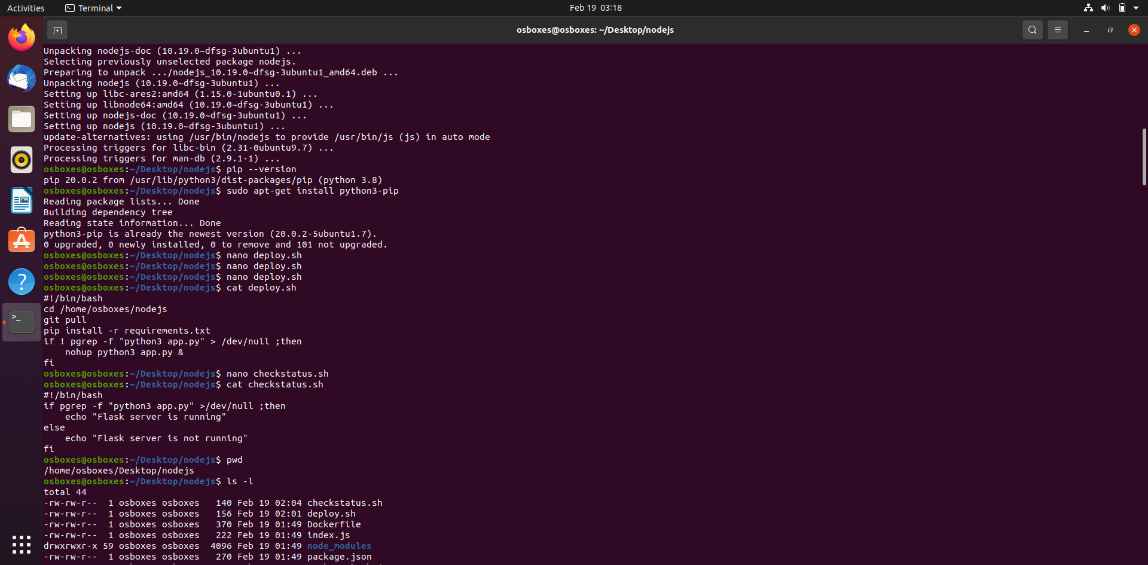 Activities
Terminal
Feb 19 03:18
osboxes@osboxes: ~/Desktop/nodejs
Unpacking nodejs-doc (10.19.0~dfsg-3ubuntu1) ...
Selecting previously unselected package nodejs.
Preparing to unpack .../nodejs_10.19.0~dfsg-3ubuntu1_amd64.deb ...
Unpacking nodejs (10.19.0~dfsg-3ubuntu1) ...
Setting up libc-ares2:amd64 (1.15.0-1ubuntu0.1) ...
Setting up libnode64:amd64 (10.19.0~dfsg-3ubuntu1) ...
Setting up nodejs-doc (10.19.0~dfsg-3ubuntu1) ...
Setting up nodejs (10.19.0~dfsg-3ubuntu1) ...
update-alternatives: using /usr/bin/nodejs to provide /usr/bin/js (js) in auto mode
Processing triggers for libc-bin (2.31-0ubuntu9.7) ...
Processing triggers for man-db (2.9.1-1) ...
osboxes@osboxes:~/Desktop/nodejs$ pip --version
pip 20.0.2 from /usr/lib/python3/dist-packages/pip (python 3.8)
osboxes@osboxes:~/Desktop/nodejs$ sudo apt-get install python3-pip
Reading package lists... Done
Building dependency tree
Reading state information... Done
python3-pip is already the newest version (20.0.2-5ubuntu1.7).
0 upgraded, 0 newly installed, 0 to remove and 101 not upgraded.
osboxes@osboxes:~/Desktop/nodejs$ nano deploy.sh
osboxes@osboxes:~/Desktop/nodejs$ nano deploy.sh
osboxes@osboxes:~/Desktop/nodejs$ nano deploy.sh
osboxes@osboxes:~/Desktop/nodejs$ cat deploy.sh
#!/bin/bash
cd /home/osboxes/nodejs
git pull
pip install -r requirements.txt
if ! pgrep -f "python3 app.py" > /dev/null ;then
    nohup python3 app.py &
fi
osboxes@osboxes:~/Desktop/nodejs$ nano checkstatus.sh
osboxes@osboxes:~/Desktop/nodejs$ cat checkstatus.sh
#!/bin/bash
if pgrep -f "python3 app.py" >/dev/null ;then
    echo "Flask server is running"
else
    echo "Flask server is not running"
fi
osboxes@osboxes:~/Desktop/nodejs$ pwd
/home/osboxes/Desktop/nodejs
osboxes@osboxes:~/Desktop/nodejs$ ls -l
total 44
-rw-rw-r--  1 osboxes osboxes   140 Feb 19 02:04 checkstatus.sh
-rw-rw-r--  1 osboxes osboxes   156 Feb 19 02:01 deploy.sh
-rw-rw-r--  1 osboxes osboxes   370 Feb 19 01:49 Dockerfile
-rw-rw-r--  1 osboxes osboxes   222 Feb 19 01:49 index.js
drwxrwxr-x 59 osboxes osboxes  4096 Feb 19 01:49 node_modules
-rw-rw-r--  1 osboxes osboxes   270 Feb 19 01:49 package.json